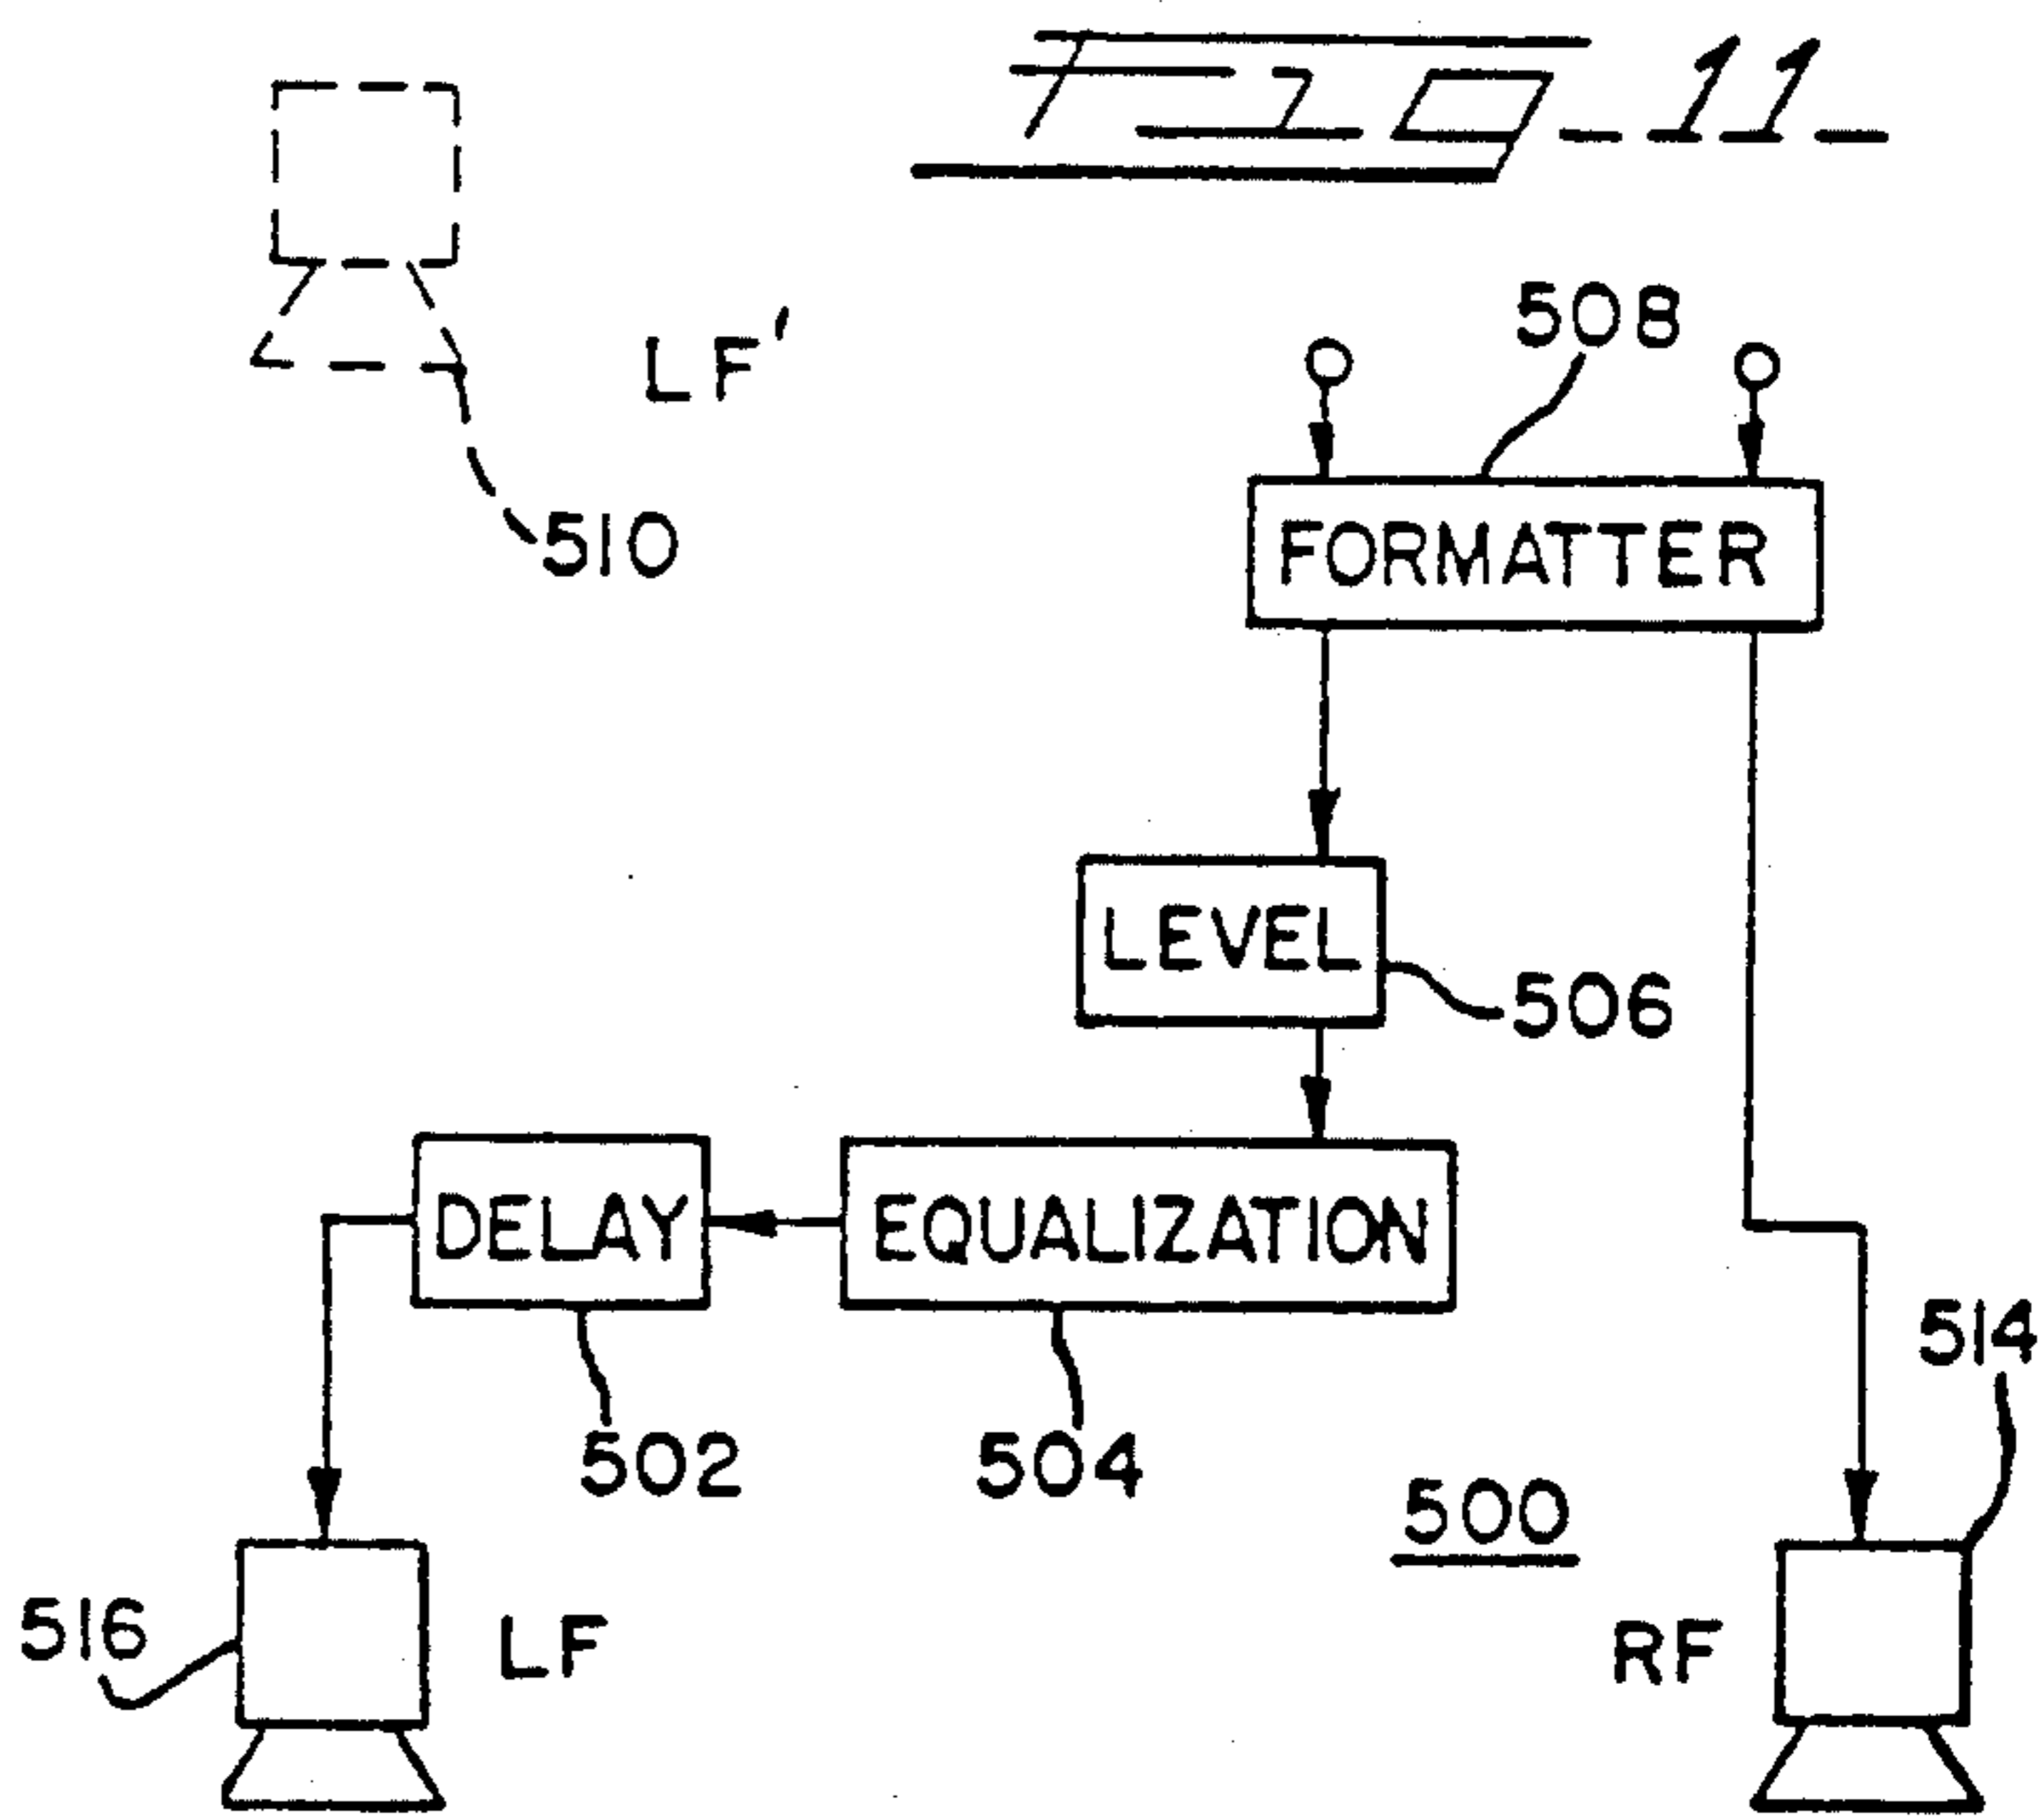 FIG-11-
508
LF'
510
FORMATTER
LEVEL
506
DELAY
EQUALIZATION
514
502
504
500
516
LF
RF